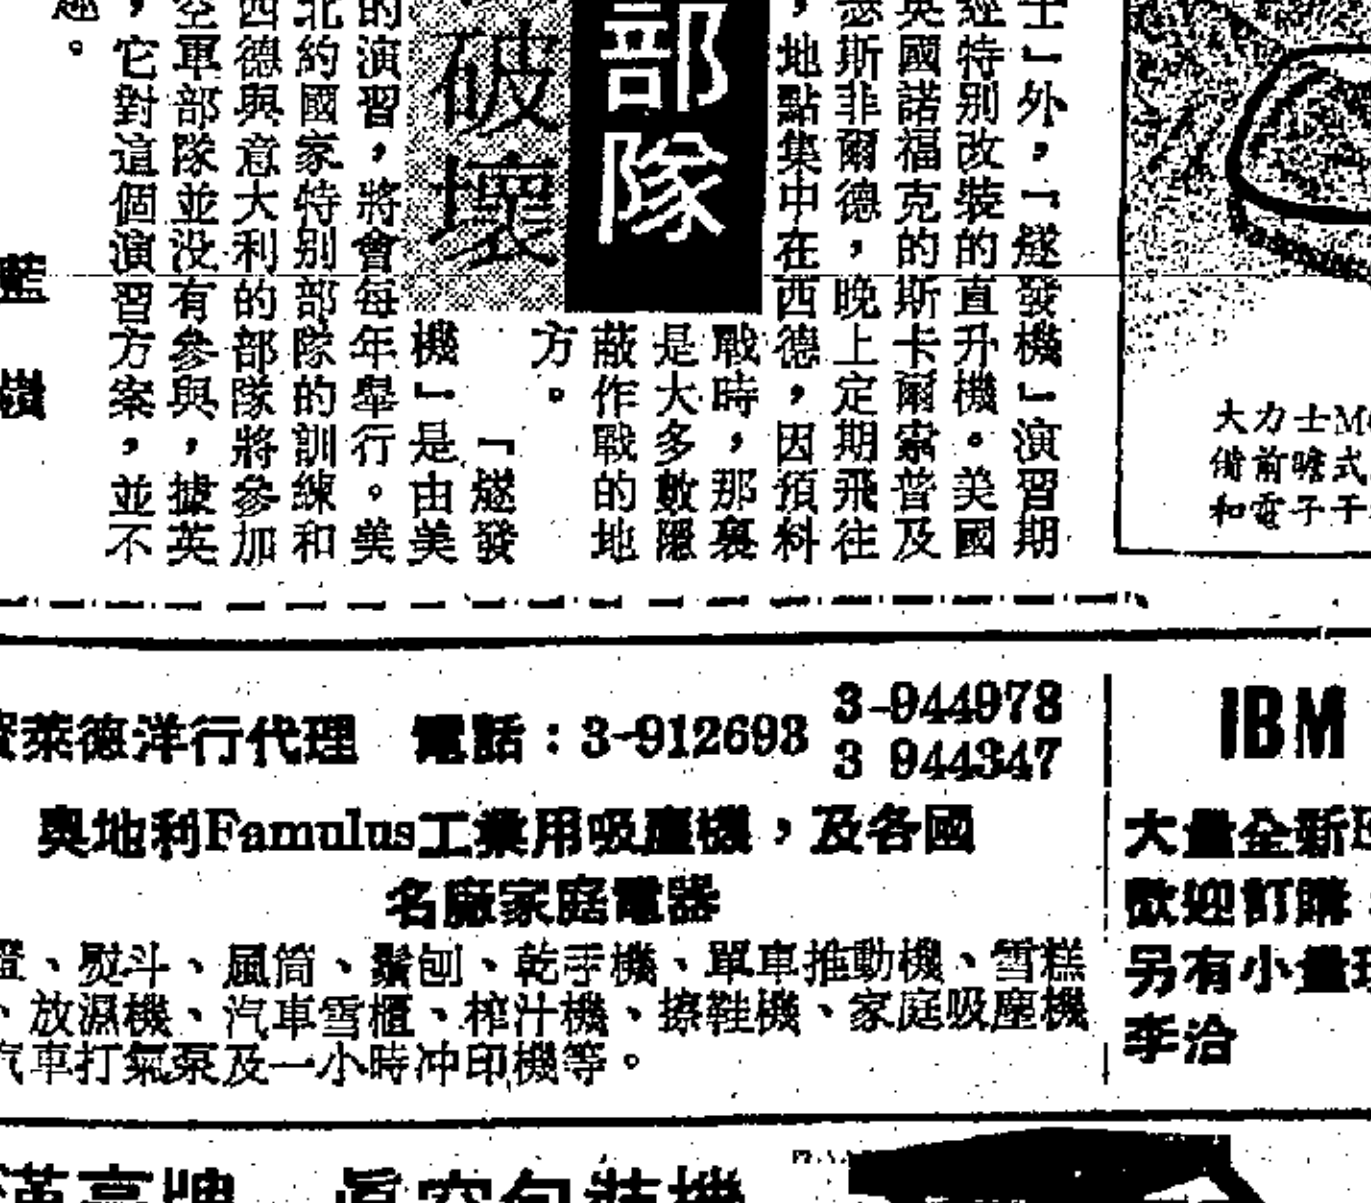 破壞
部隊
士」外，「燧發機」演習期
經特別改裝的直升機。美國
英國諾福克的斯卡爾索普及
斯非爾德，晚上定期飛往
，地點集中在西德，因預料
戰時，那裏
是大多數隱
蔽作戰的地
方。
「燧發
機」是由美
的演習，將會每年舉行。美
北約國家特別部隊的訓練和
西德與意大利的部隊將參加
空軍部隊並没有參與，據英
，它對這個演習方案，並不
。
藍
大力士M
備前瞻式
和電子干
萊德洋行代理 電話：3-912693 3-944978
3 944347
奥地利Famulus工業用吸塵機，及各國
名廠家庭電器
、熨斗、風筒、鬚刨、乾手機、單車推動機、雪糕
、放濕機、汽車雪櫃、榨汁機、擦鞋機、家庭吸塵機
汽車打氣泵及一小時冲印機等。
IBM
大量全新
歡迎訂購
另有小量
李洽
真空包裝機